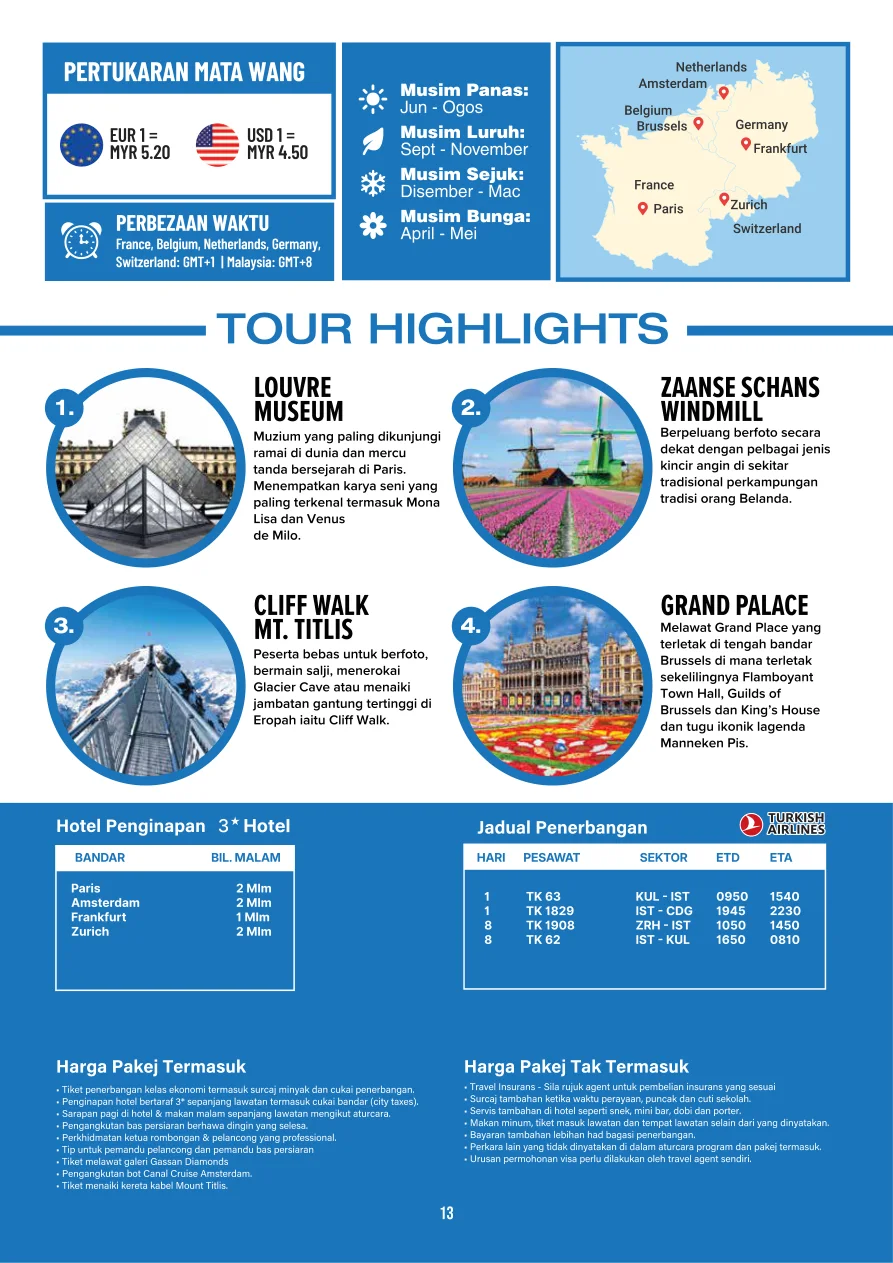 PERTUKARAN MATA WANG
EUR 1 =
MYR 5.20
USD 1 =
MYR 4.50
PERBEZAAN WAKTU
France, Belgium, Netherlands, Germany,
Switzerland: GMT+1 | Malaysia: GMT+8
Musim Panas:
Jun - Ogos
Musim Luruh:
Sept - November
Musim Sejuk:
Disember - Mac
Musim Bunga:
April - Mei
Netherlands
Amsterdam
Belgium
Brussels
Germany
Frankfurt
France
Paris
Zurich
Switzerland
TOUR HIGHLIGHTS
1.
LOUVRE
MUSEUM
Muzium yang paling dikunjungi
ramai di dunia dan mercu
tanda bersejarah di Paris.
Menempatkan karya seni yang
paling terkenal termasuk Mona
Lisa dan Venus
de Milo.
2.
ZAANSE SCHANS
WINDMILL
Berpeluang berfoto secara
dekat dengan pelbagai jenis
kincir angin di sekitar
tradisional perkampungan
tradisi orang Belanda.
3.
CLIFF WALK
MT. TITLIS
Peserta bebas untuk berfoto,
bermain salji, menerokai
Glacier Cave atau menaiki
jambatan gantung tertinggi di
Eropah iaitu Cliff Walk.
4.
GRAND PALACE
Melawat Grand Place yang
terletak di tengah bandar
Brussels di mana terletak
sekelilingnya Flamboyant
Town Hall, Guilds of
Brussels dan King's House
dan tugu ikonik lagenda
Manneken Pis.
Hotel Penginapan 3★ Hotel
BANDAR BIL. MALAM
Paris 2 Mlm
Amsterdam 2 Mlm
Frankfurt 1 Mlm
Zurich 2 Mlm
Jadual Penerbangan
TURKISH
AIRLINES
HARI PESAWAT SEKTOR ETD ETA
1 TK 63 KUL - IST 0950 1540
1 TK 1829 IST - CDG 1945 2230
8 TK 1908 ZRH - IST 1050 1450
8 TK 62 IST - KUL 1650 0810
Harga Pakej Termasuk
• Tiket penerbangan kelas ekonomi termasuk surcaj minyak dan cukai penerbangan.
• Penginapan hotel bertaraf 3* sepanjang lawatan termasuk cukai bandar (city taxes).
• Sarapan pagi di hotel & makan malam sepanjang lawatan mengikut aturcara.
• Pengangkutan bas persiaran berhawa dingin yang selesa.
• Perkhidmatan ketua rombongan & pelancong yang professional.
• Tip untuk pemandu pelancong dan pemandu bas persiaran
• Tiket melawat galeri Gassan Diamonds
• Pengangkutan bot Canal Cruise Amsterdam.
• Tiket menaiki kereta kabel Mount Titlis.
Harga Pakej Tak Termasuk
• Travel Insurans - Sila rujuk agent untuk pembelian insurans yang sesuai
• Surcaj tambahan ketika waktu perayaan, puncak dan cuti sekolah.
• Servis tambahan di hotel seperti snek, mini bar, dobi dan porter.
• Makan minum, tiket masuk lawatan dan tempat lawatan selain dari yang dinyatakan.
• Bayaran tambahan lebihan had bagasi penerbangan.
• Perkara lain yang tidak dinyatakan di dalam aturcara program dan pakej termasuk.
• Urusan permohonan visa perlu dilakukan oleh travel agent sendiri.
13